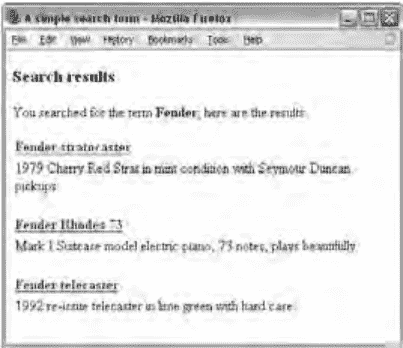 A simple search form - Mozilla Firefox
File Edit View History Bookmarks Tools Help
Search results
You searched for the term Fender; here are the results
Fender stratocaster
1979 Cherry Red Strat in mint condition with Seymour Duncan
pickups
Fender Rhodes 73
Mark I Suitcase model electric piano, 73 notes, plays beautifully
Fender telecaster
1992 re-issue telecaster in lime green with hard case